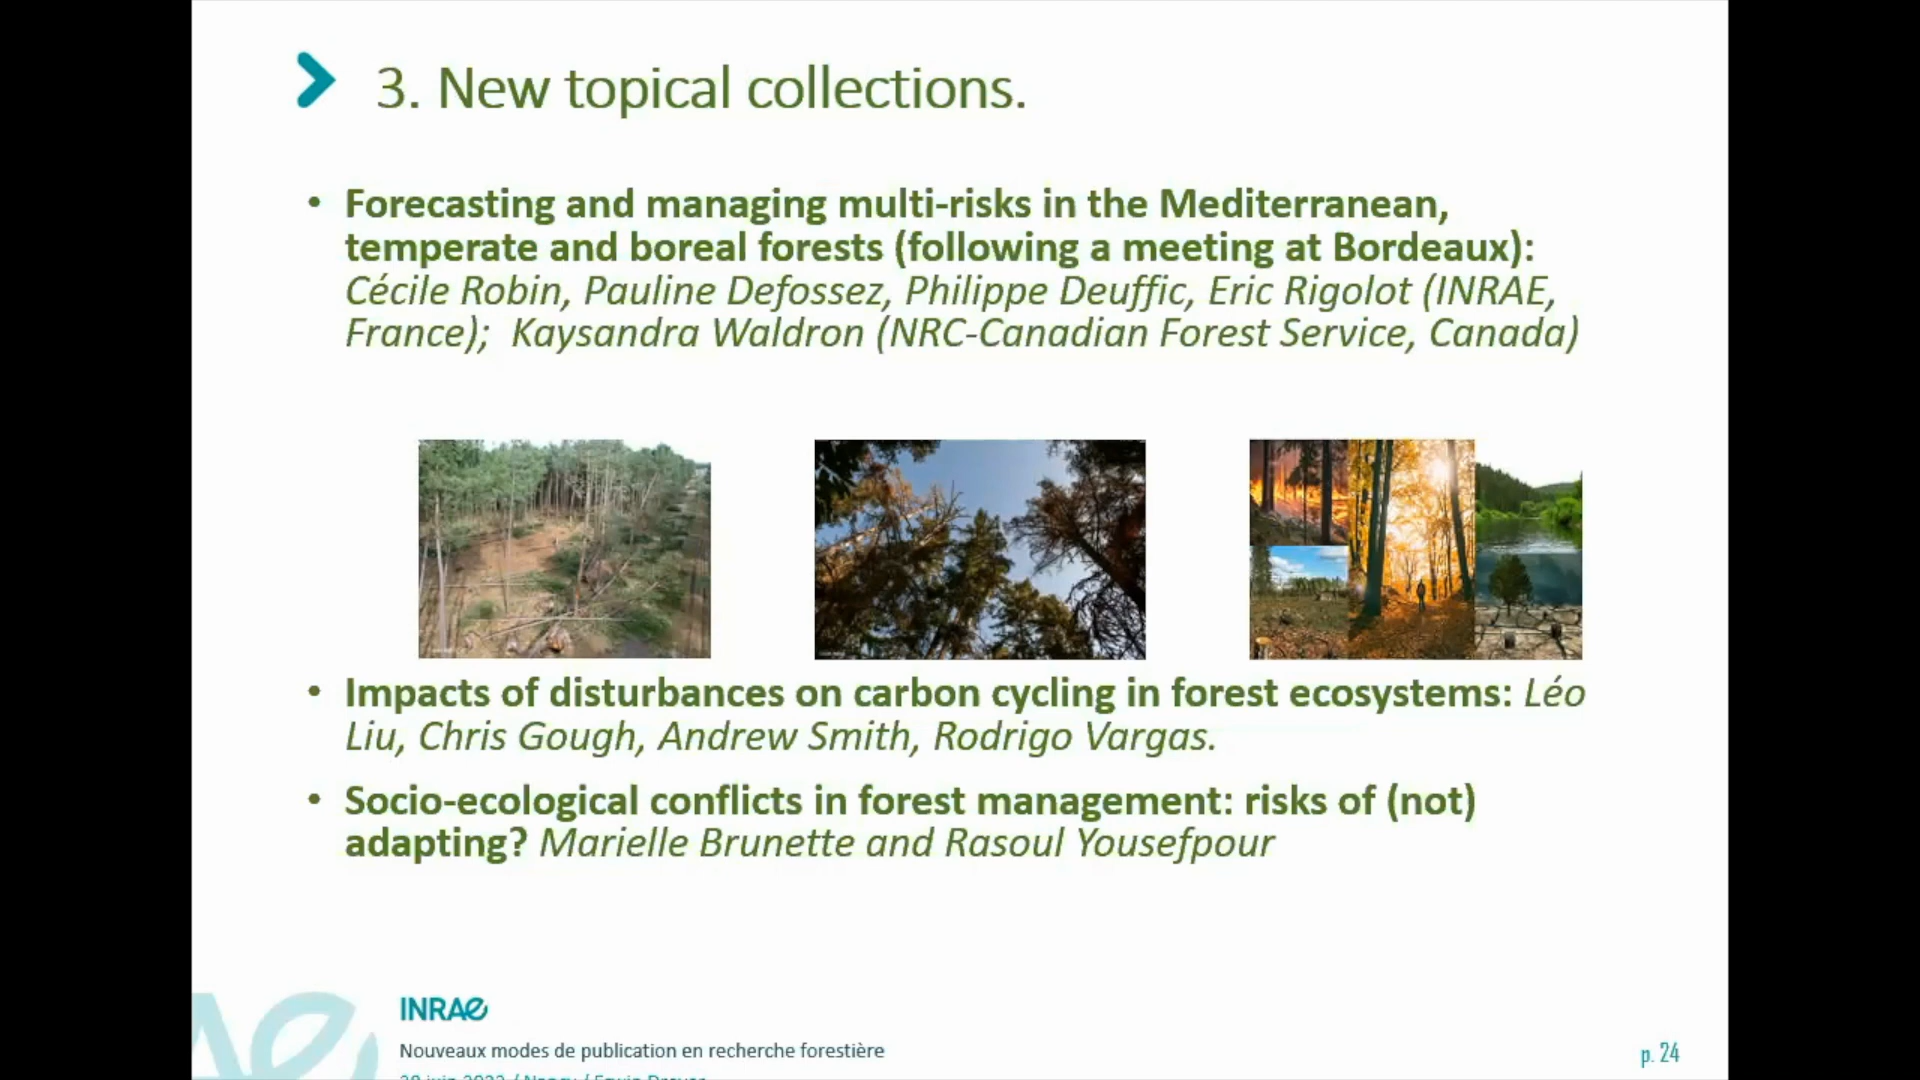 3. New topical collections.
• Forecasting and managing multi-risks in the Mediterranean,
temperate and boreal forests (following a meeting at Bordeaux):
Cécile Robin, Pauline Defossez, Philippe Deuffic, Eric Rigolot (INRAE,
France); Kaysandra Waldron (NRC-Canadian Forest Service, Canada)
• Impacts of disturbances on carbon cycling in forest ecosystems: Léo
Liu, Chris Gough, Andrew Smith, Rodrigo Vargas.
• Socio-ecological conflicts in forest management: risks of (not)
adapting? Marielle Brunette and Rasoul Yousefpour
INRAE
Nouveaux modes de publication en recherche forestière
p. 24